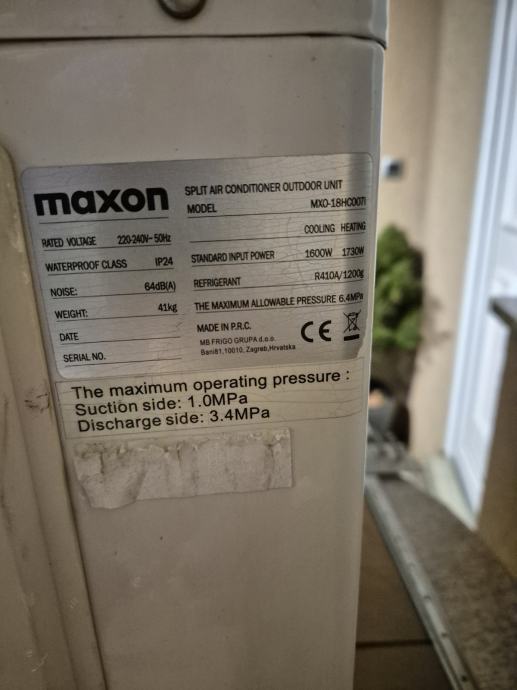 maxon
SPLIT AIR CONDITIONER OUTDOOR UNIT
MODEL MXO-18HC007i
COOLING HEATING
RATED VOLTAGE 220-240V~50Hz
STANDARD INPUT POWER 1600W 1730W
WATERPROOF CLASS IP24
REFRIGERANT R410A/1200g
NOISE: 64dB(A)
THE MAXIMUM ALLOWABLE PRESSURE 6.4MPa
WEIGHT: 41kg
MADE IN P.R.C.
CE
DATE
MB FRIGO GRUPA d.o.o.
Bani81,10010, Zagreb,Hrvatska
SERIAL NO.
The maximum operating pressure :
Suction side: 1.0MPa
Discharge side: 3.4MPa